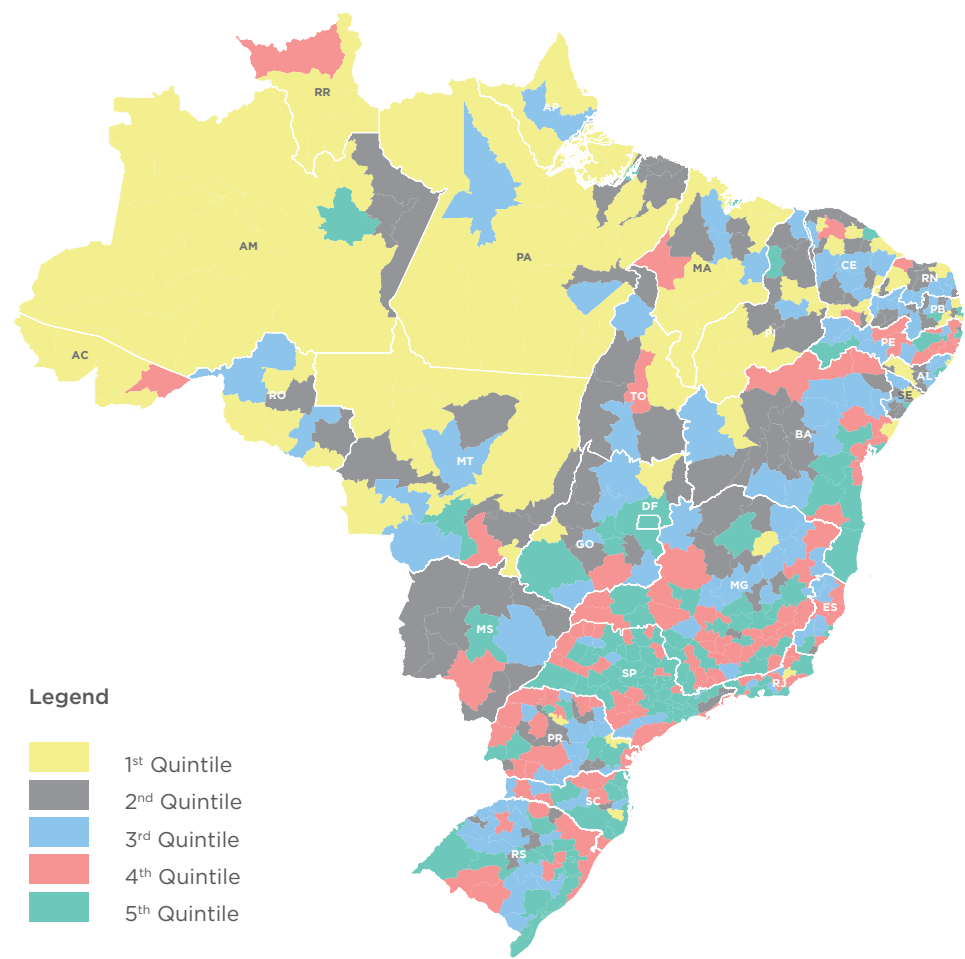 RR
AP
AM
PA
MA
CE
RN
PB
PI
AC
PE
AL
RO
TO
SE
BA
MT
DF
GO
MG
ES
MS
SP
RJ
Legend
PR
1st Quintile
2nd Quintile
SC
3rd Quintile
RS
4th Quintile
5th Quintile